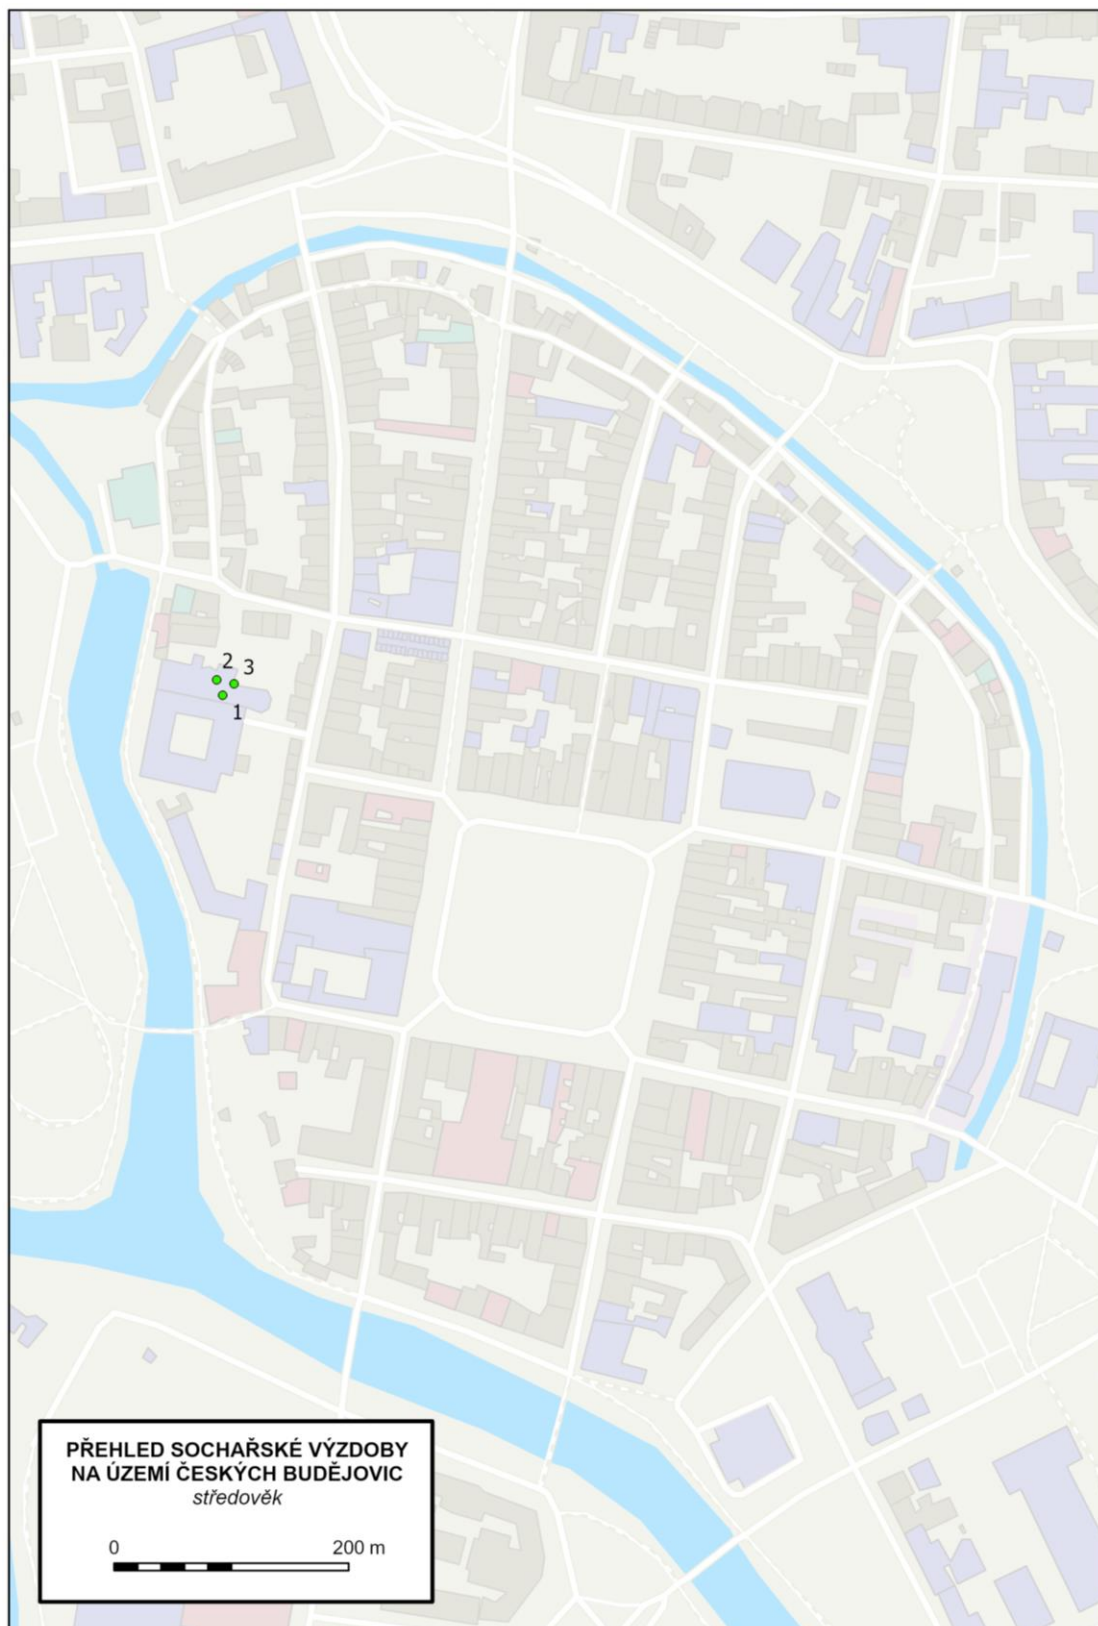 2
3
1
PŘEHLED SOCHAŘSKÉ VÝZDOBY
NA ÚZEMÍ ČESKÝCH BUDĚJOVIC
středověk
0 200 m